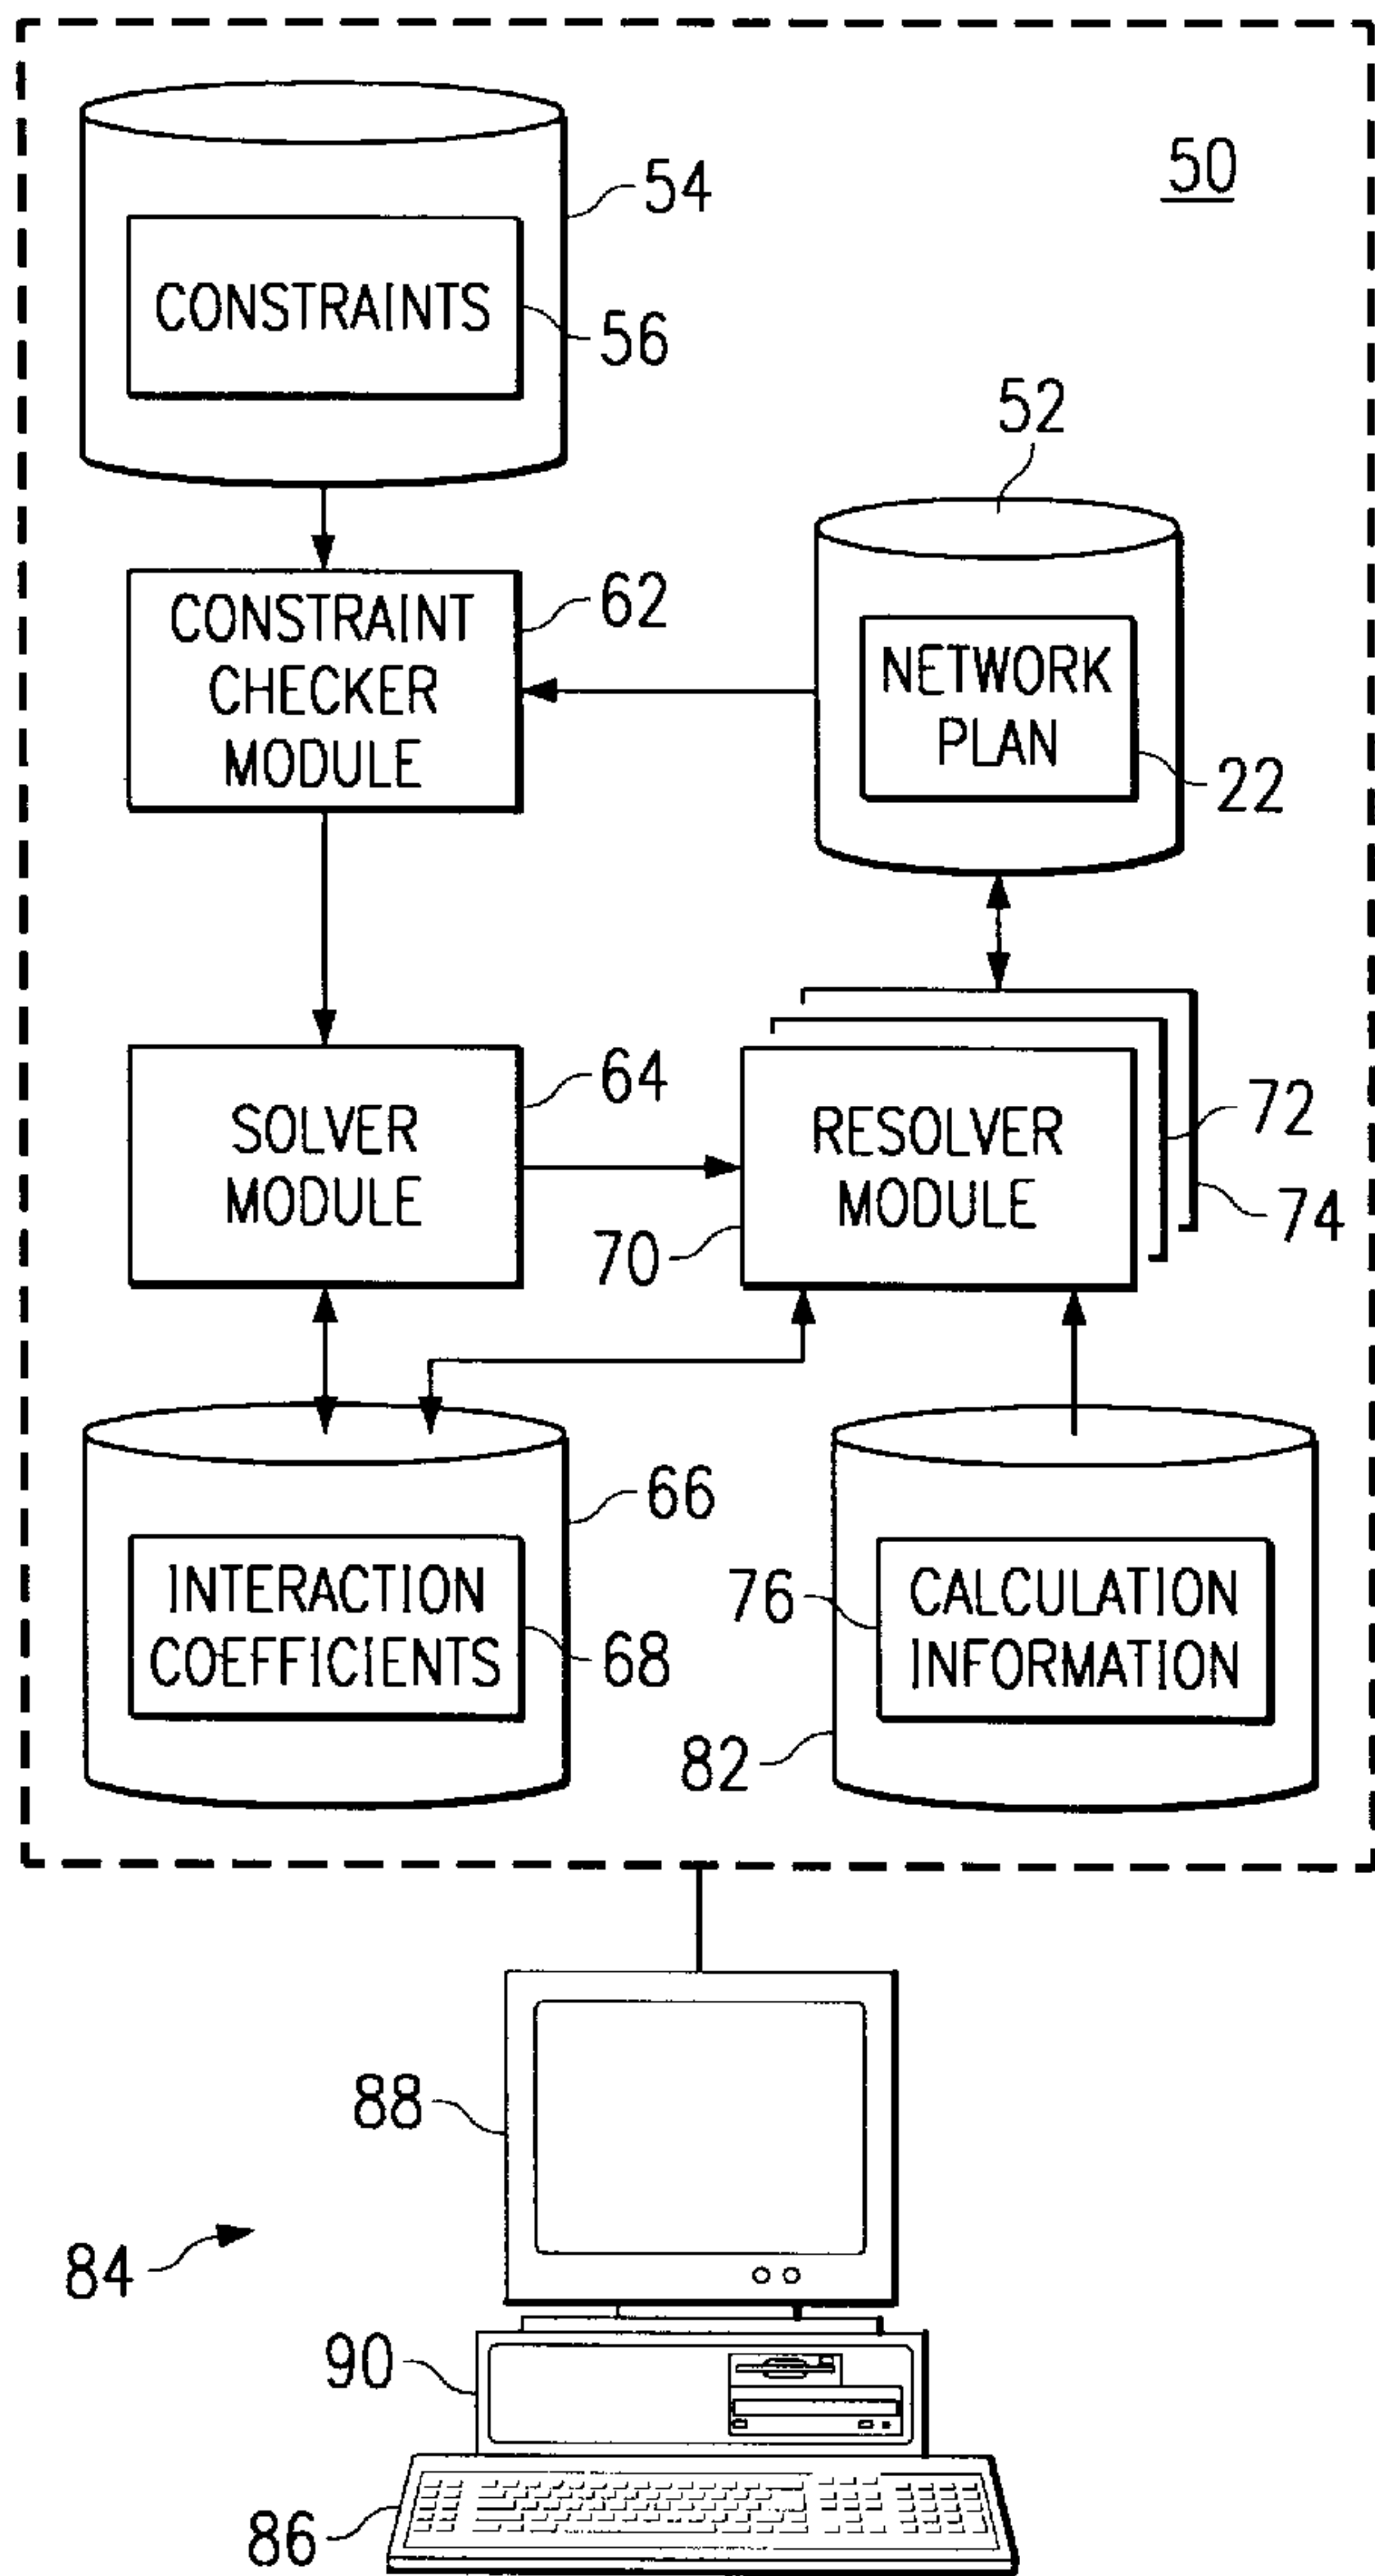 50
54
CONSTRAINTS
56
52
CONSTRAINT
CHECKER
MODULE
62
NETWORK
PLAN
22
SOLVER
MODULE
64
RESOLVER
MODULE
70
72
74
66
INTERACTION
COEFFICIENTS
68
76
CALCULATION
INFORMATION
82
88
84
90
86